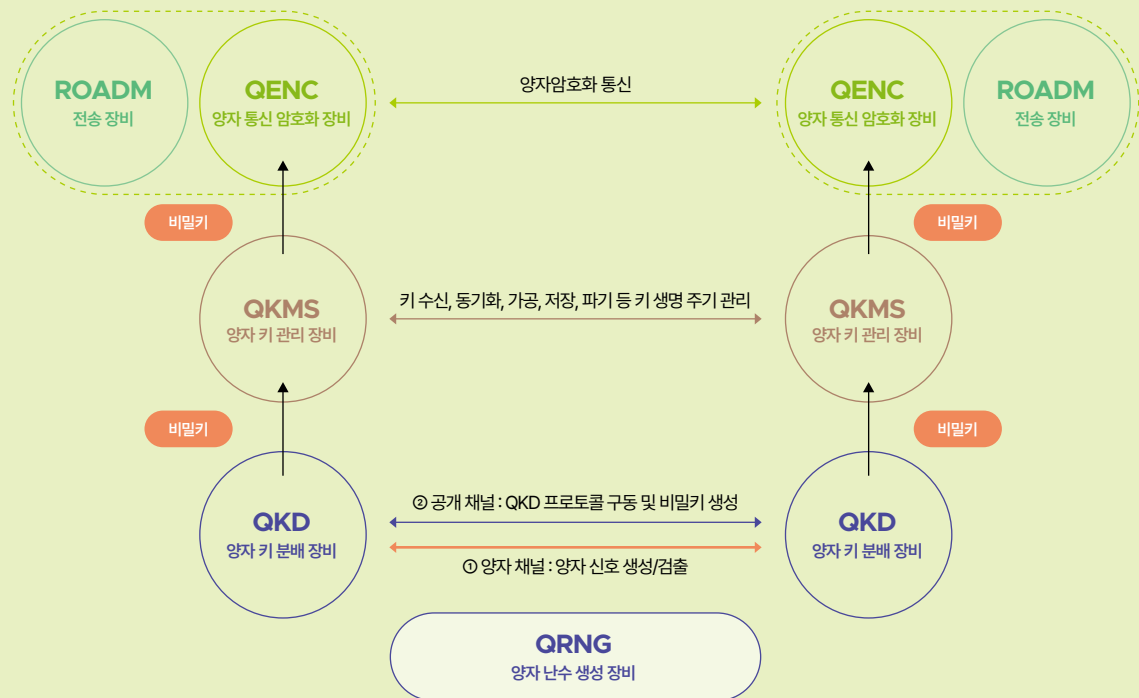 ROADM
전송 장비
QENC
양자 통신 암호화 장비
양자암호화 통신
QENC
양자 통신 암호화 장비
ROADM
전송 장비
비밀키
비밀키
QKMS
양자 키 관리 장비
키 수신, 동기화, 가공, 저장, 파기 등 키 생명 주기 관리
QKMS
양자 키 관리 장비
비밀키
비밀키
QKD
양자 키 분배 장비
② 공개 채널 : QKD 프로토콜 구동 및 비밀키 생성
① 양자 채널 : 양자 신호 생성/검출
QKD
양자 키 분배 장비
QRNG
양자 난수 생성 장비